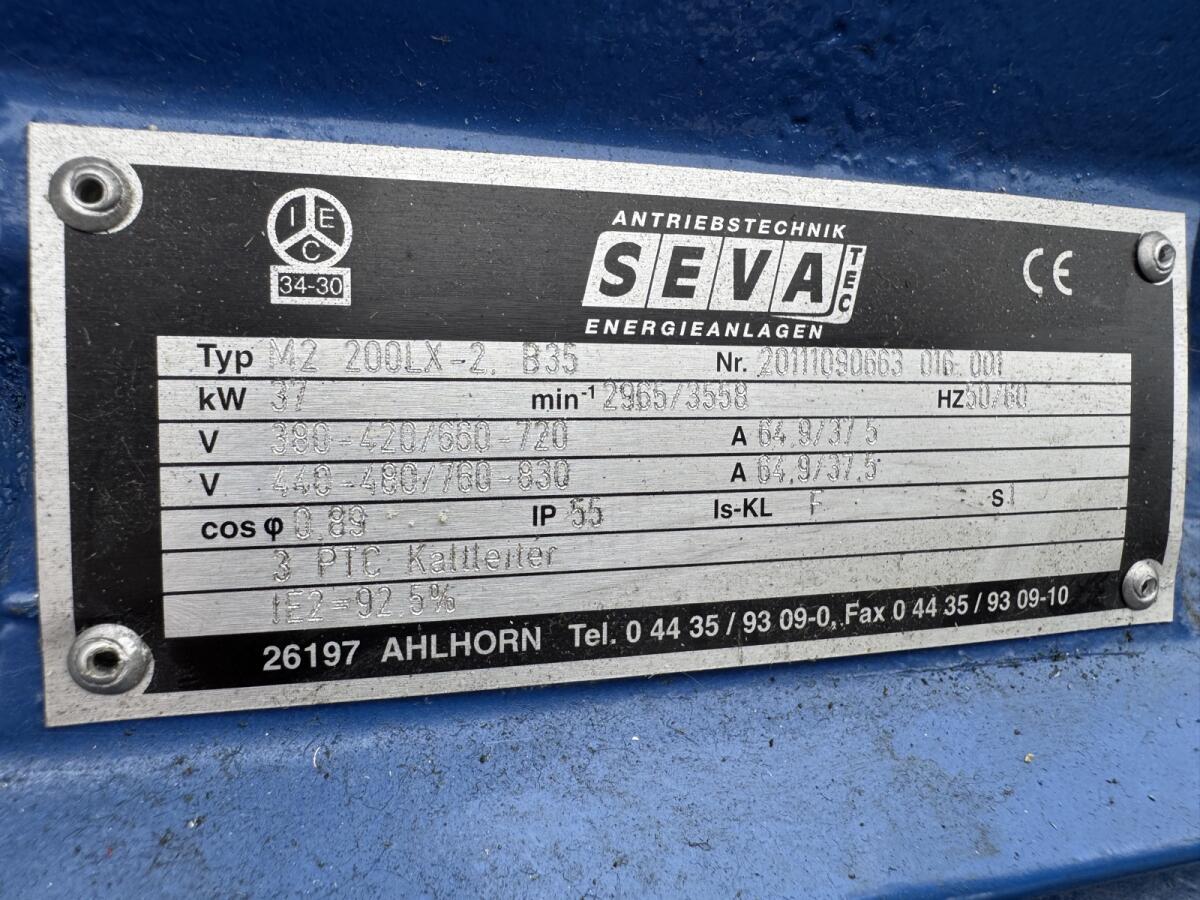 IEC
34-30
ANTRIEBSTECHNIK
SEVA TEC
ENERGIEANLAGEN
CE
Typ M2 200LX-2. B35 Nr. 20111090663 016 001
kW 37 min-1 2965/3558 HZ 50/60
V 380-420/660-720 A 64.9/37.5
V 440-480/760-830 A 64.9/37.5
cos φ 0.89 IP 55 Is-KL F S 1
3 PTC Kaltleiter
IE2=92.5%
26197 AHLHORN Tel. 0 44 35 / 93 09-0, Fax 0 44 35 / 93 09-10